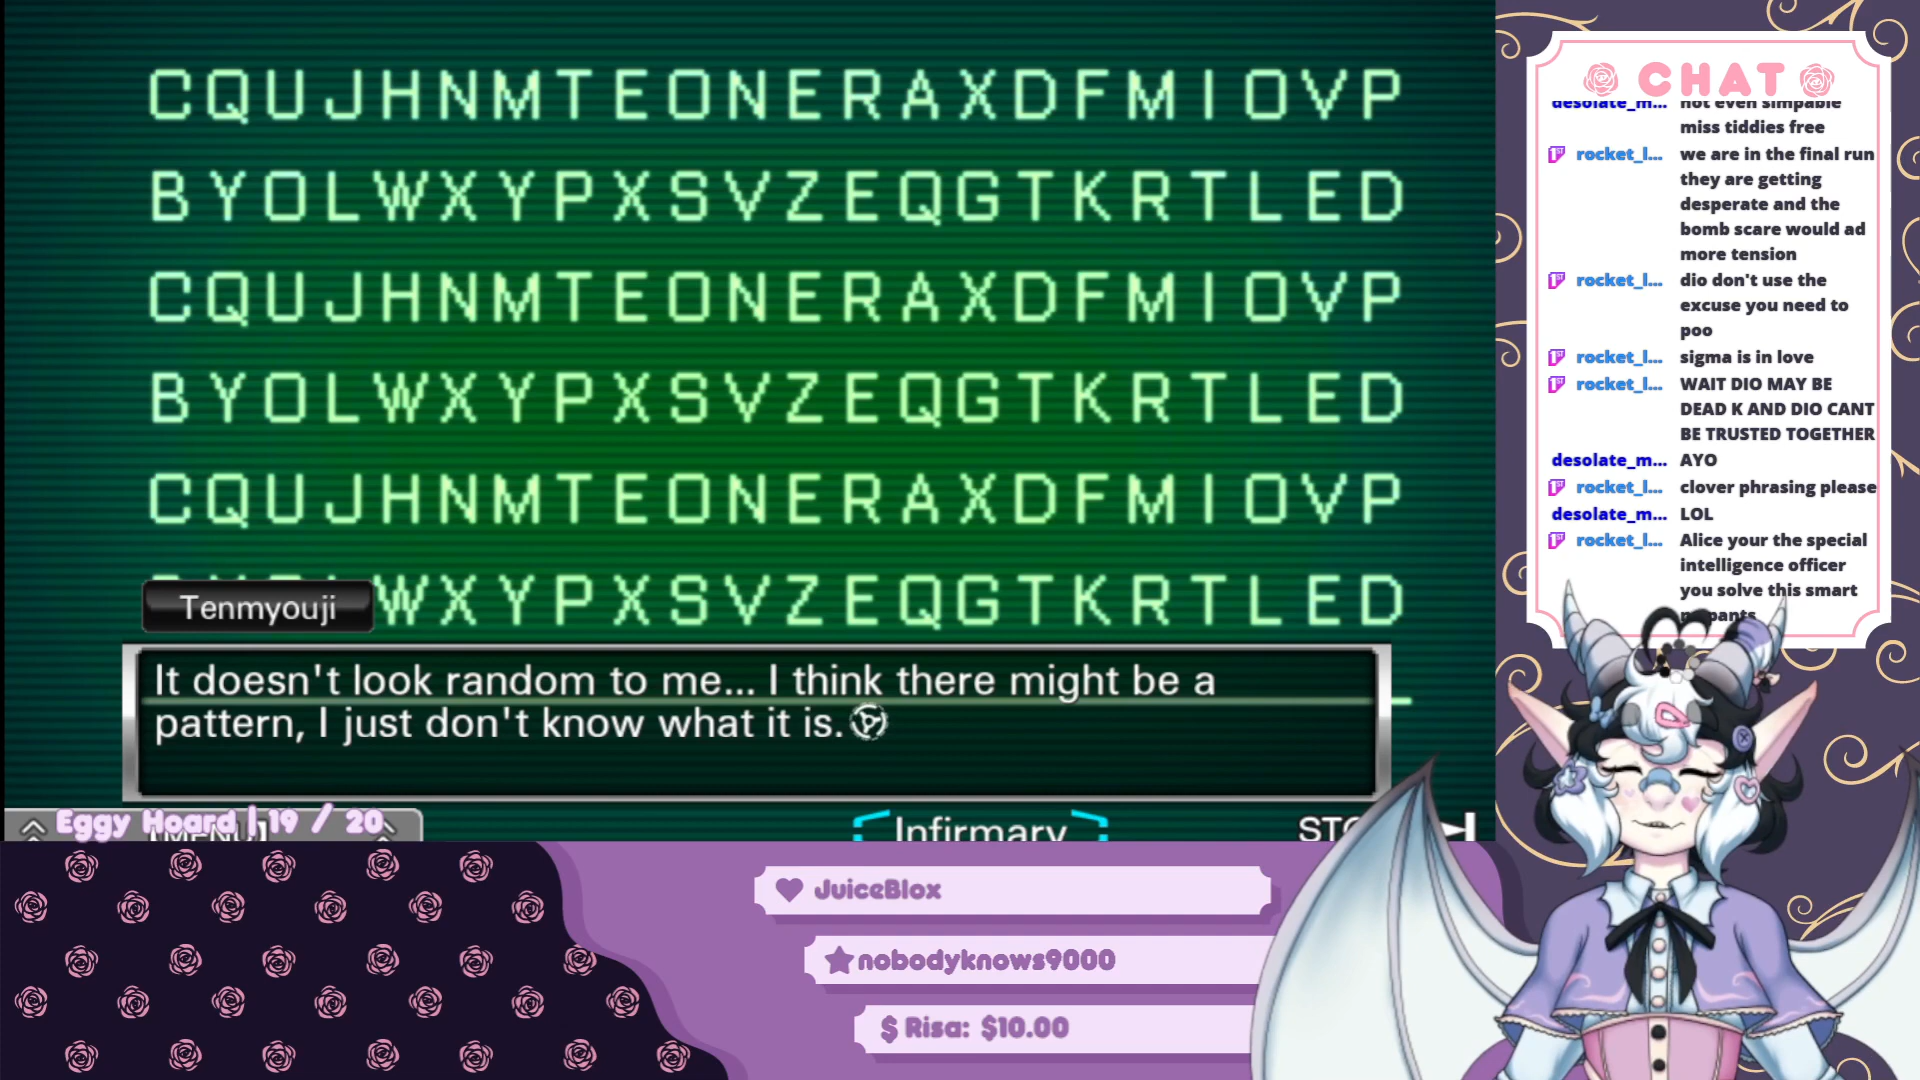 CQUJHNMTEONERAXDFMIOVP
BYOLWXYPXSVZEQGTKRTLED
CQUJHNMTEONERAXDFMIOVP
BYOLWXYPXSVZEQGTKRTLED
CQUJHNMTEONERAXDFMIOVP
WXYPXSVZEQGTKRTLED
Tenmyouji
It doesn't look random to me... I think there might be a
pattern, I just don't know what it is.
Eggy Hoard | 19 / 20
[MENU]
Infirmary
CHAT
desolate_m... not even simpable
miss tiddies free
rocket_l... we are in the final run
they are getting
desperate and the
bomb scare would ad
more tension
rocket_l... dio don't use the
excuse you need to
poo
rocket_l... sigma is in love
rocket_l... WAIT DIO MAY BE
DEAD K AND DIO CANT
BE TRUSTED TOGETHER
desolate_m... AYO
rocket_l... clover phrasing please
desolate_m... LOL
rocket_l... Alice your the special
intelligence officer
you solve this smart
JuiceBlox
nobodyknows9000
$ Risa: $10.00